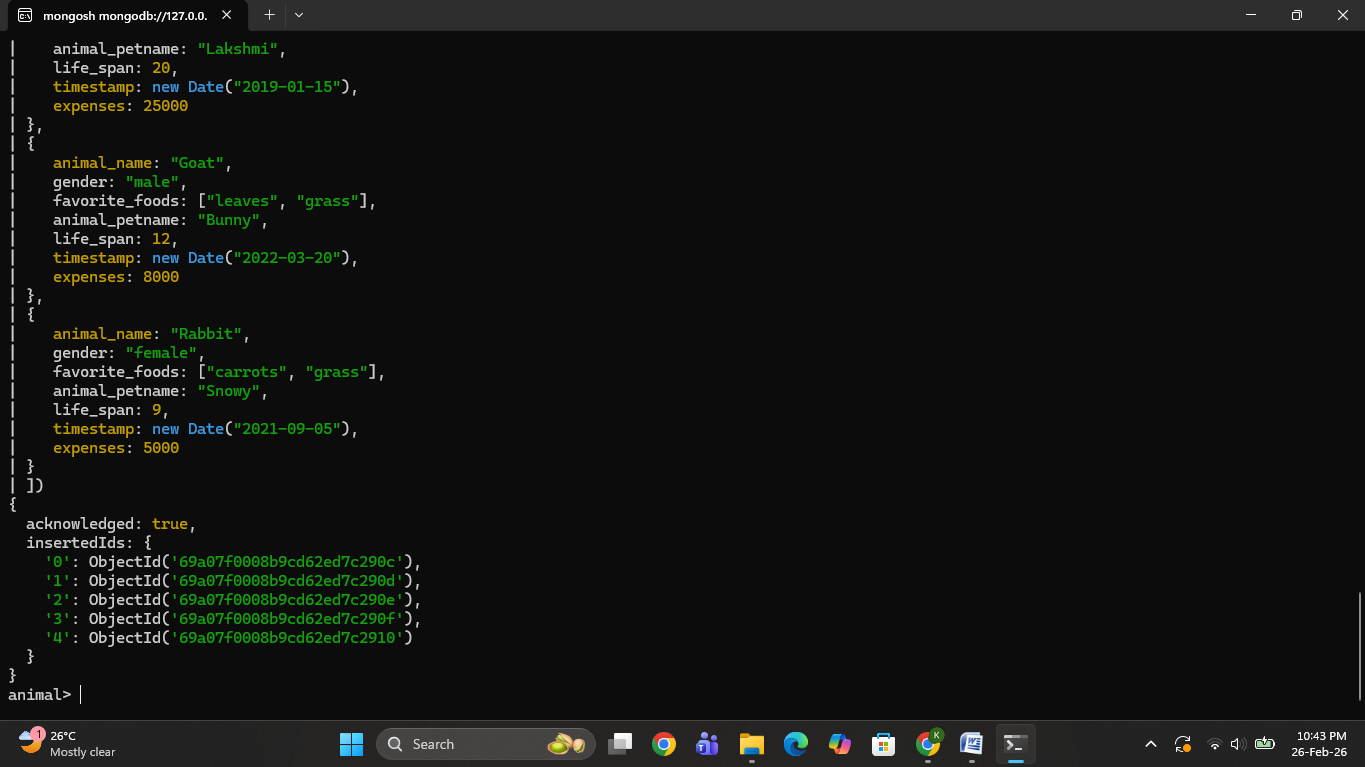 mongosh mongodb://127.0.0.
|    animal_petname: "Lakshmi",
|    life_span: 20,
|    timestamp: new Date("2019-01-15"),
|    expenses: 25000
| },
| {
|    animal_name: "Goat",
|    gender: "male",
|    favorite_foods: ["leaves", "grass"],
|    animal_petname: "Bunny",
|    life_span: 12,
|    timestamp: new Date("2022-03-20"),
|    expenses: 8000
| },
| {
|    animal_name: "Rabbit",
|    gender: "female",
|    favorite_foods: ["carrots", "grass"],
|    animal_petname: "Snowy",
|    life_span: 9,
|    timestamp: new Date("2021-09-05"),
|    expenses: 5000
| }
| ])
{
  acknowledged: true,
  insertedIds: {
    '0': ObjectId('69a07f0008b9cd62ed7c290c'),
    '1': ObjectId('69a07f0008b9cd62ed7c290d'),
    '2': ObjectId('69a07f0008b9cd62ed7c290e'),
    '3': ObjectId('69a07f0008b9cd62ed7c290f'),
    '4': ObjectId('69a07f0008b9cd62ed7c2910')
  }
}
animal>
1
26°C
Mostly clear
Search
K
10:43 PM
26-Feb-26